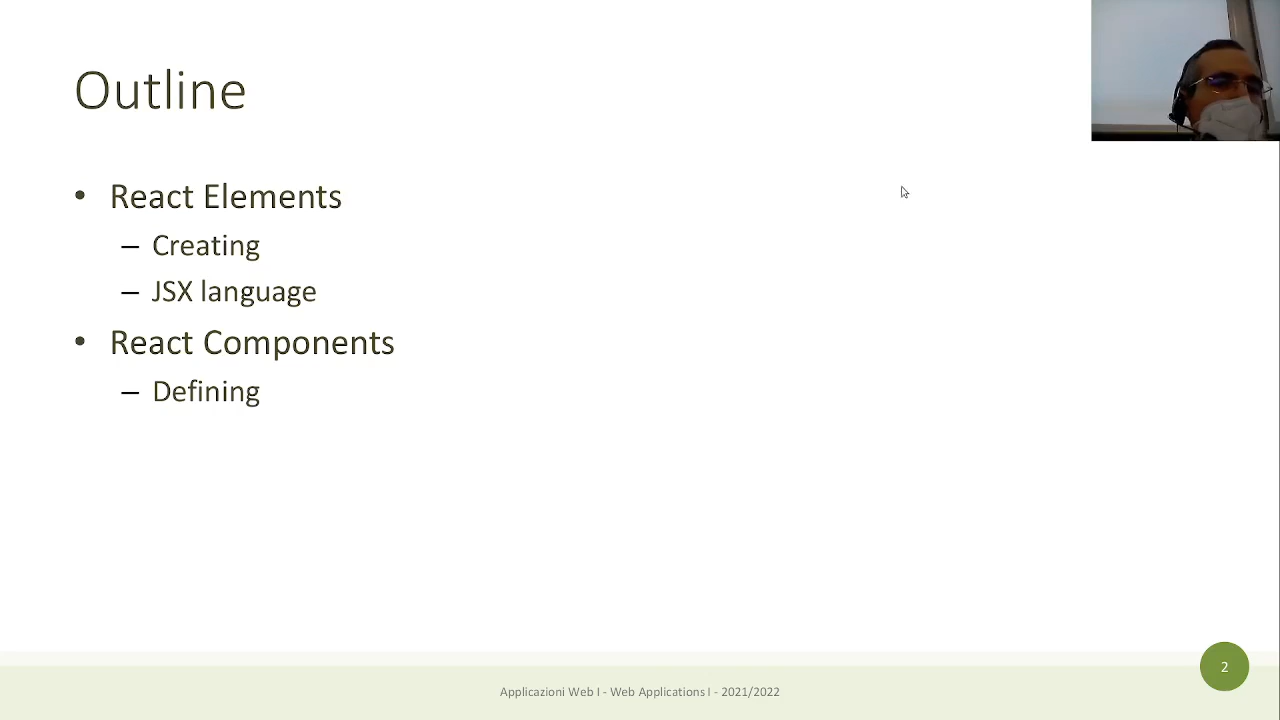 Outline
• React Elements
– Creating
– JSX language
• React Components
– Defining
Applicazioni Web I - Web Applications I - 2021/2022
2